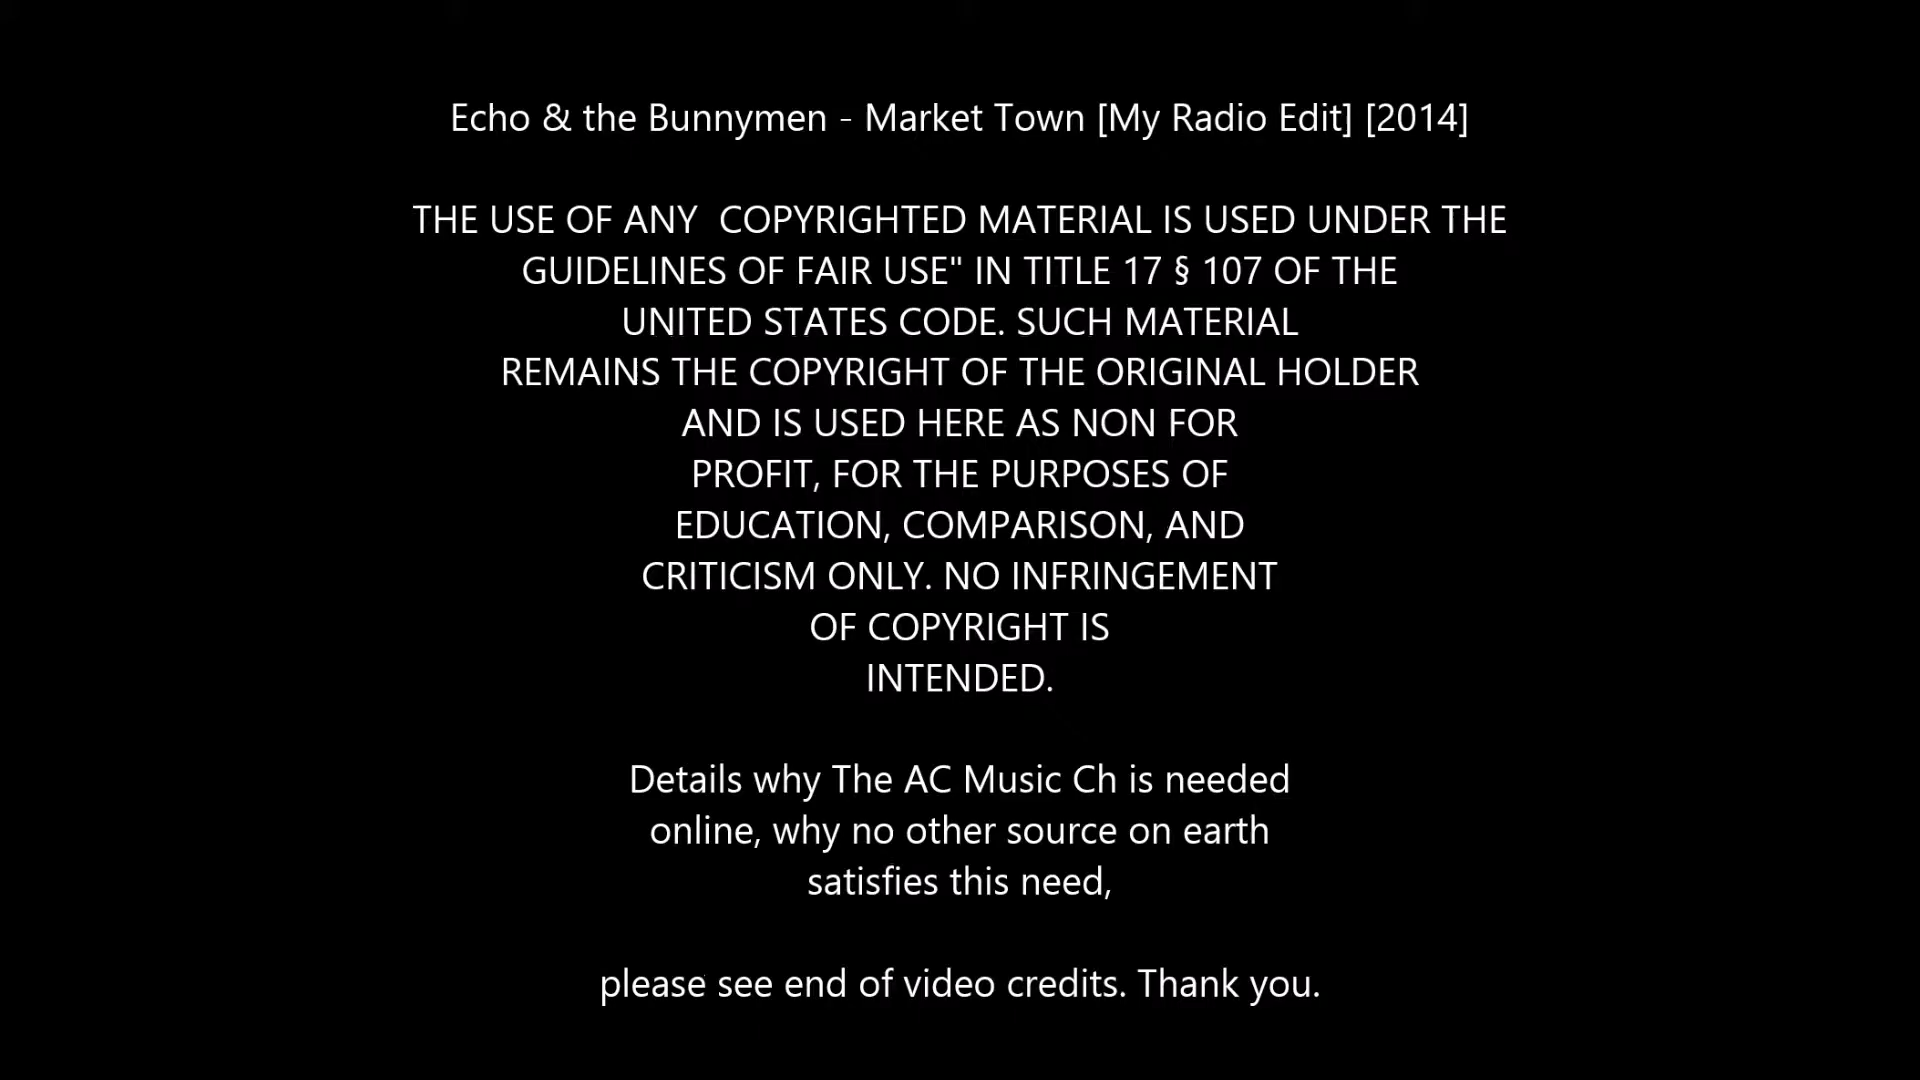 Echo & the Bunnymen - Market Town [My Radio Edit] [2014]
THE USE OF ANY  COPYRIGHTED MATERIAL IS USED UNDER THE
GUIDELINES OF FAIR USE" IN TITLE 17 § 107 OF THE
UNITED STATES CODE. SUCH MATERIAL
REMAINS THE COPYRIGHT OF THE ORIGINAL HOLDER
AND IS USED HERE AS NON FOR
PROFIT, FOR THE PURPOSES OF
EDUCATION, COMPARISON, AND
CRITICISM ONLY. NO INFRINGEMENT
OF COPYRIGHT IS
INTENDED.
Details why The AC Music Ch is needed
online, why no other source on earth
satisfies this need,
please see end of video credits. Thank you.